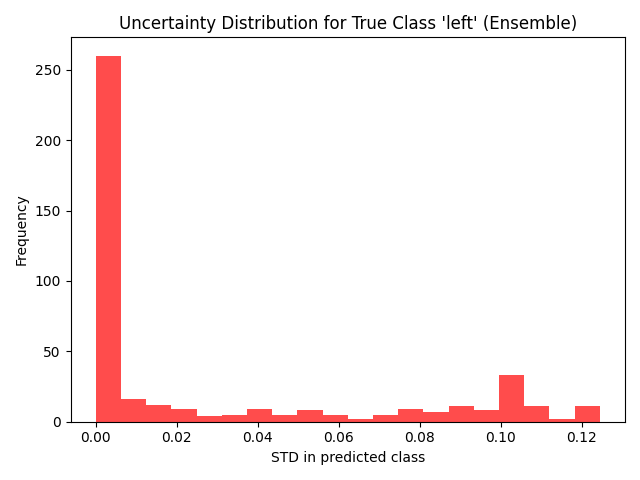 Uncertainty Distribution for True Class 'left' (Ensemble)
250
200
150
100
50
0
Frequency
0.00 0.02 0.04 0.06 0.08 0.10 0.12
STD in predicted class